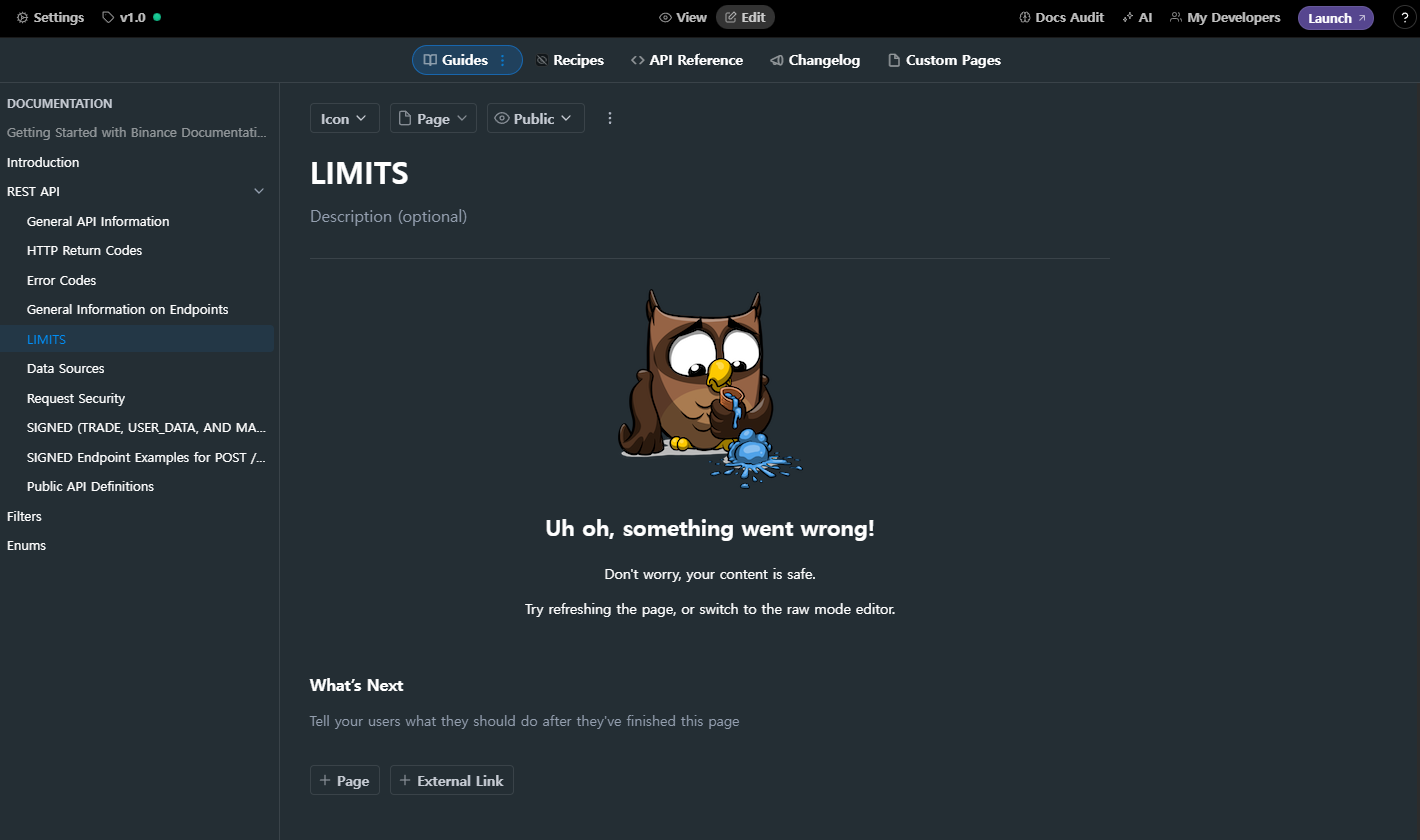 Settings
v1.0
View
Edit
Docs Audit
AI
My Developers
Launch
?
Guides
Recipes
API Reference
Changelog
Custom Pages
DOCUMENTATION
Getting Started with Binance Documentati...
Introduction
REST API
General API Information
HTTP Return Codes
Error Codes
General Information on Endpoints
LIMITS
Data Sources
Request Security
SIGNED (TRADE, USER_DATA, AND MA...
SIGNED Endpoint Examples for POST /...
Public API Definitions
Filters
Enums
Icon
Page
Public
LIMITS
Description (optional)
Uh oh, something went wrong!
Don't worry, your content is safe.
Try refreshing the page, or switch to the raw mode editor.
What's Next
Tell your users what they should do after they've finished this page
+ Page
+ External Link